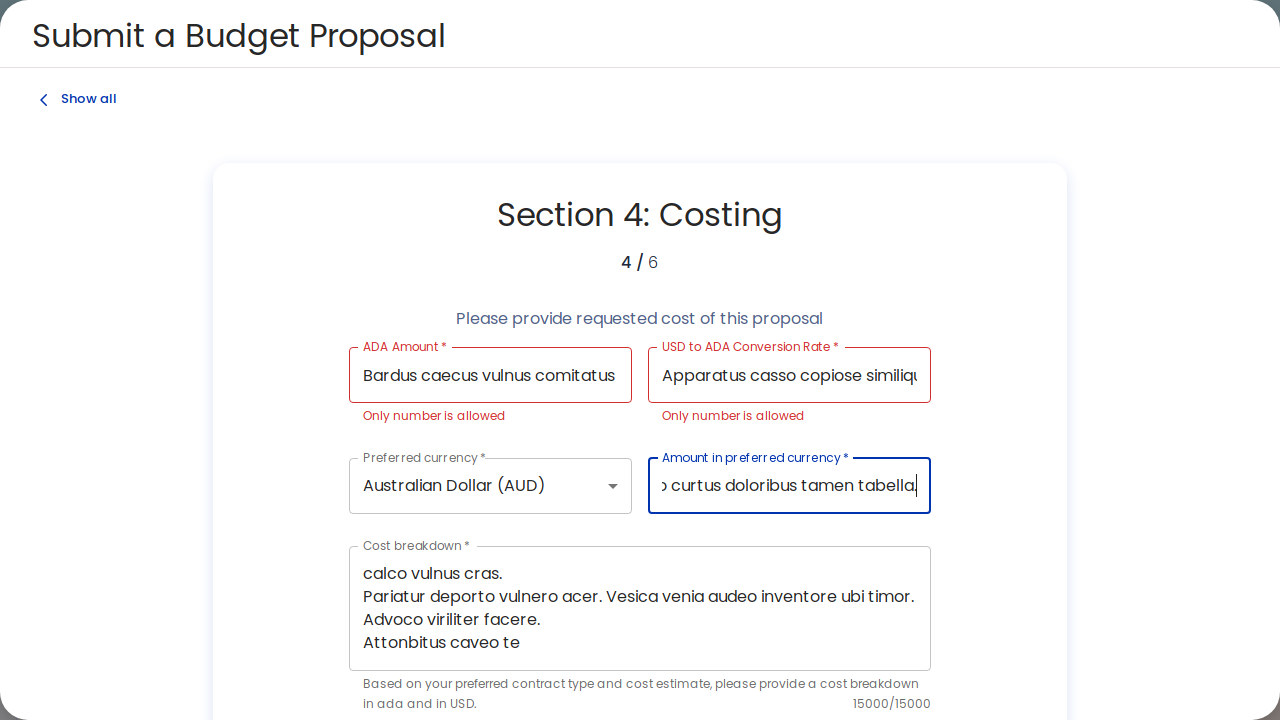 Submit a Budget Proposal
Show all
Section 4: Costing
4 / 6
Please provide requested cost of this proposal
ADA Amount *
USD to ADA Conversion Rate *
Bardus caecus vulnus comitatus
Apparatus casso copiose similiqu
Only number is allowed
Only number is allowed
Preferred currency *
Amount in preferred currency *
Australian Dollar (AUD)
curtus doloribus tamen tabella.
Cost breakdown *
calco vulnus cras.
Pariatur deporto vulnero acer. Vesica venia audeo inventore ubi timor.
Advoco viriliter facere.
Attonbitus caveo te
Based on your preferred contract type and cost estimate, please provide a cost breakdown
in ada and in USD.
15000/15000